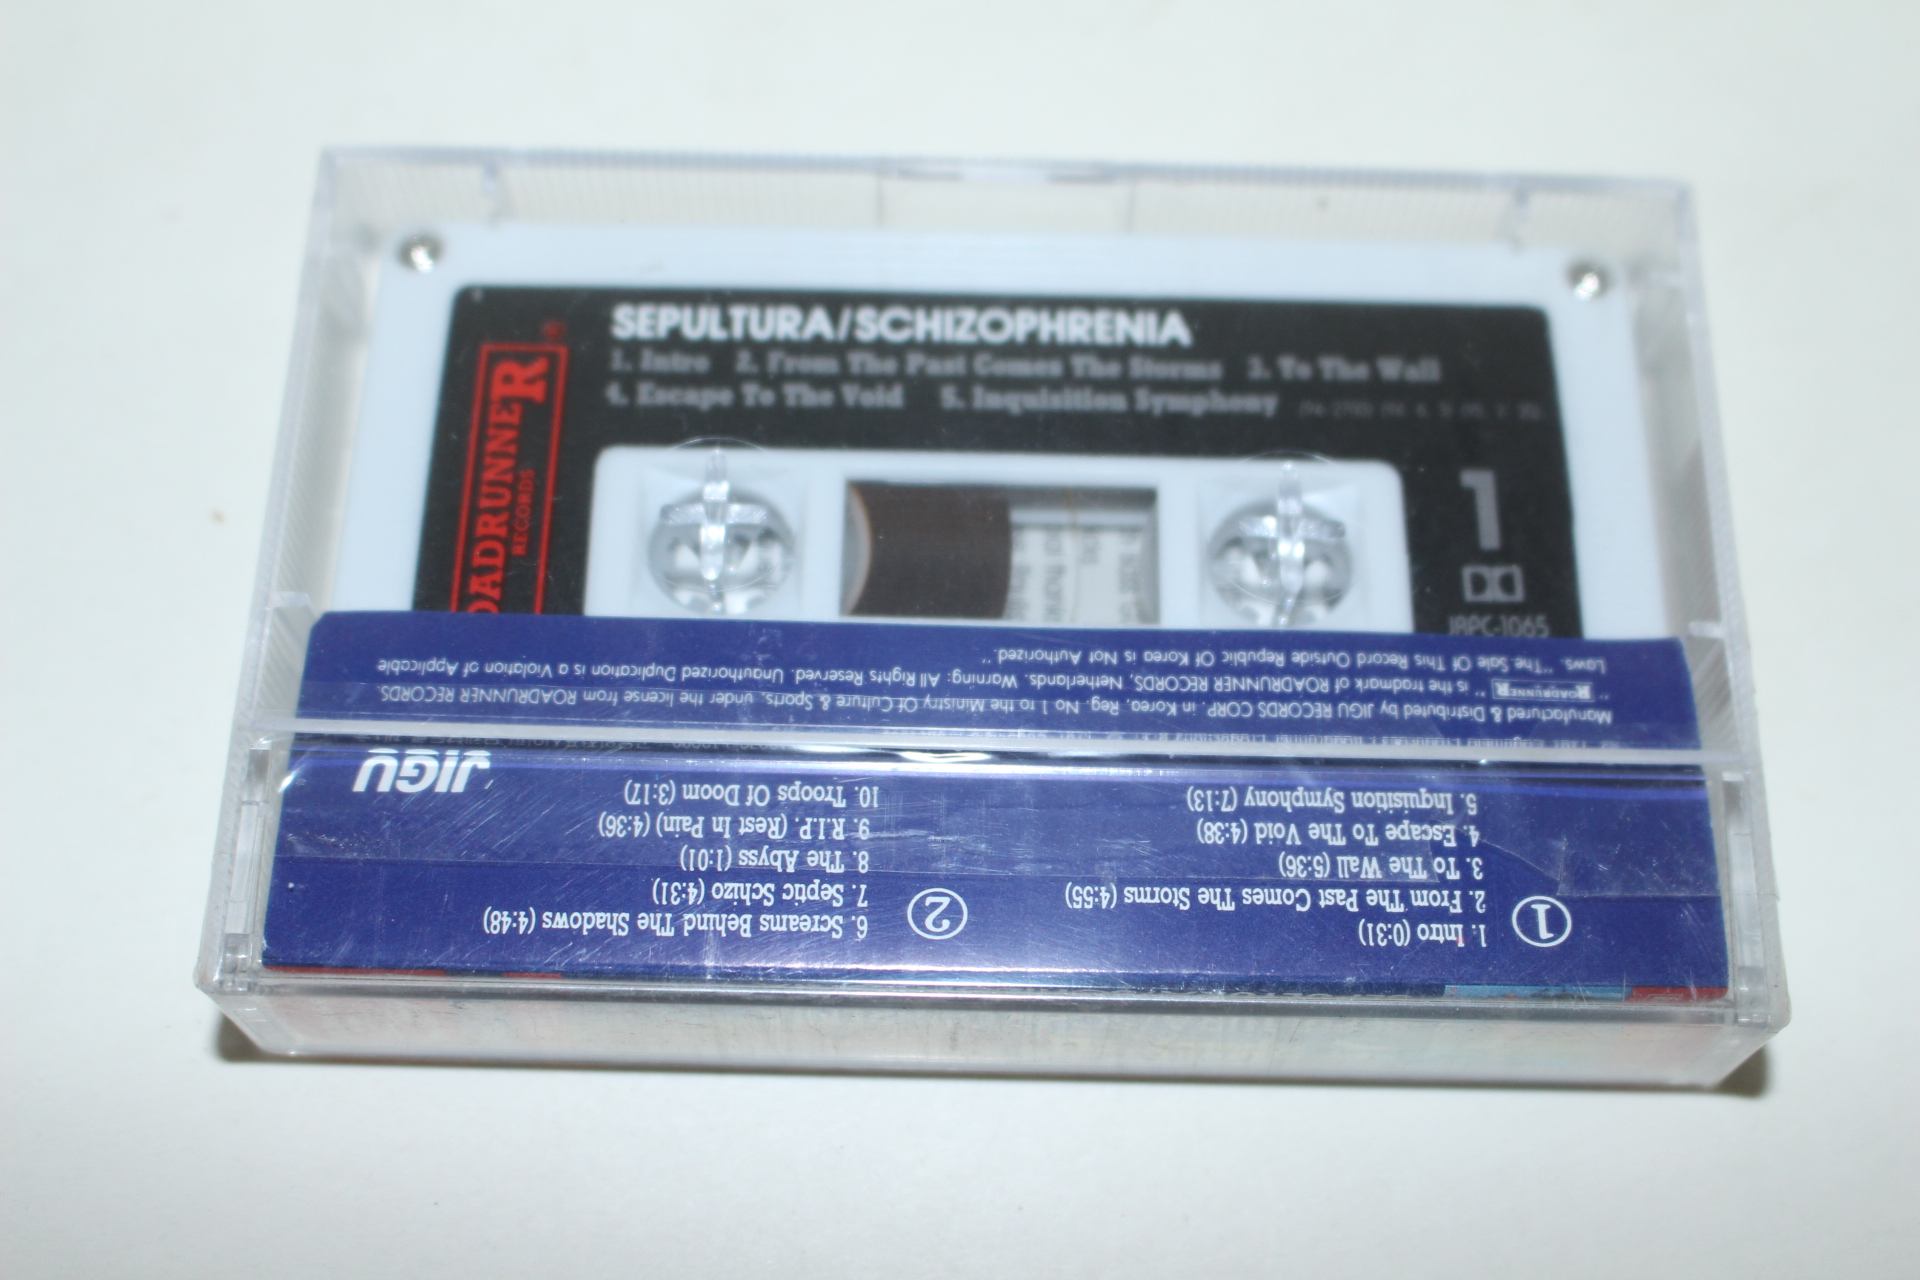 SEPULTURA/SCHIZOPHRENIA
1. Intro 2. From The Past Comes The Storms 3. To The Wall
4. Escape To The Void 5. Inquisition Symphony
ROADRUNNER
RECORDS
1
JRPC-1065
①
1. Intro (0:31)
2. From The Past Comes The Storms (4:55)
3. To The Wall (5:36)
4. Escape To The Void (4:38)
5. Inquisition Symphony (7:13)
②
6. Screams Behind The Shadows (4:48)
7. Septic Schizo (4:31)
8. The Abyss (1:01)
9. R.I.P. (Rest In Pain) (4:36)
10. Troops Of Doom (3:17)
JIGU
Manufactured & Distributed by JIGU RECORDS CORP. in Korea, Reg. No 1 to the Ministry Of Culture & Sports, under the license from ROADRUNNER RECORDS.
" ROADRUNNER " is the tradmark of ROADRUNNER RECORDS, Netherlands. Warning: All Rights Reserved. Unauthorized Duplication is a Violation of Applicable
Laws. "The Sale Of This Record Outside Republic Of Korea is Not Authorized."